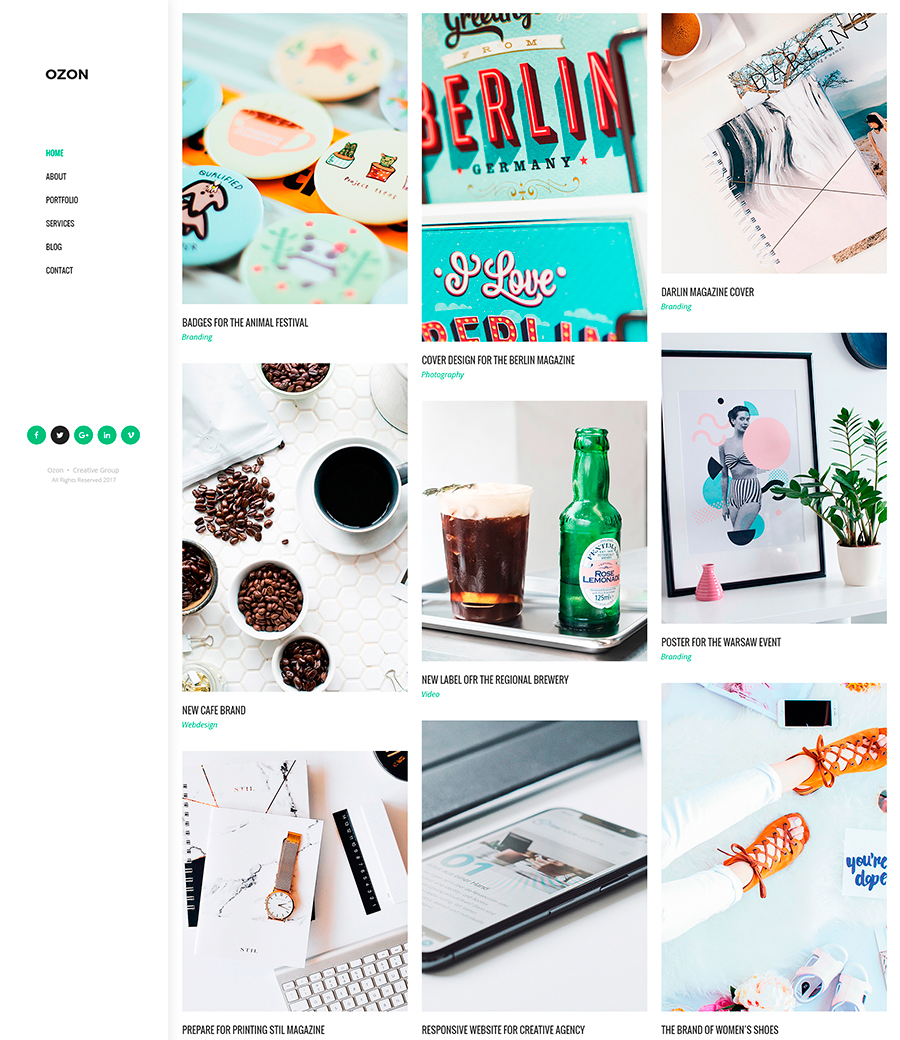 OZON
HOME
ABOUT
PORTFOLIO
SERVICES
BLOG
CONTACT
Ozon • Creative Group
All Rights Reserved 2017
QUALIFIED
BADGES FOR THE ANIMAL FESTIVAL
Branding
NEW CAFE BRAND
Webdesign
STIL
STIL
PREPARE FOR PRINTING STIL MAGAZINE
Greetings
FROM
BERLIN
GERMANY
I Love
BERLIN
COVER DESIGN FOR THE BERLIN MAGAZINE
Photography
ROSE
LEMONADE
125ml
NEW LABEL OFR THE REGIONAL BREWERY
Video
01
RESPONSIVE WEBSITE FOR CREATIVE AGENCY
DARLING
DARLIN MAGAZINE COVER
Branding
POSTER FOR THE WARSAW EVENT
Branding
you're
dope
THE BRAND OF WOMEN'S SHOES